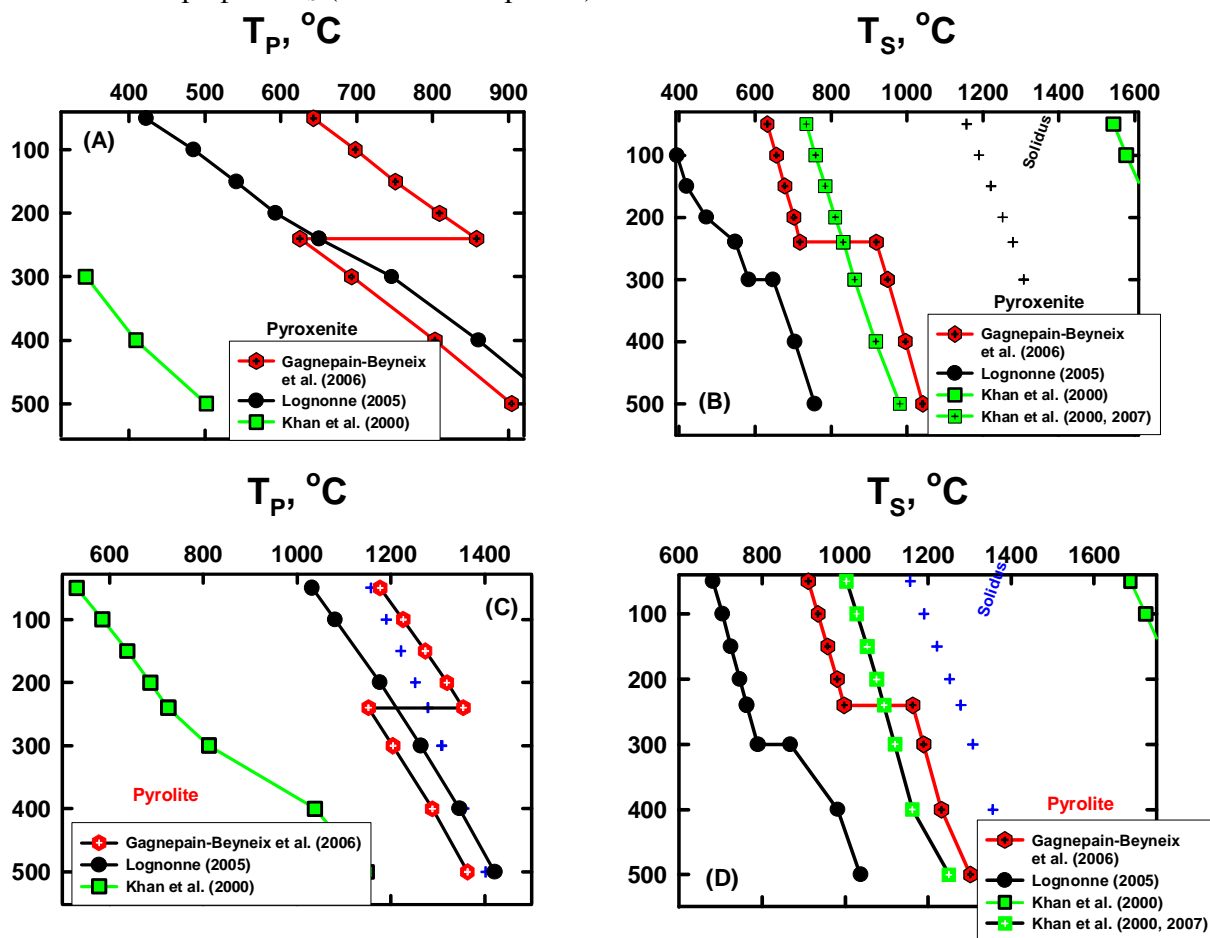 T_P, °C
400 500 600 700 800 900
(A)
100
200
300
400
500
Pyroxenite
Gagnepain-Beyneix
et al. (2006)
Lognonne (2005)
Khan et al. (2000)
T_S, °C
400 600 800 1000 1200 1400 1600
Solidus
100
200
300
400
500
Pyroxenite
Gagnepain-Beyneix
et al. (2006)
Lognonne (2005)
Khan et al. (2000)
Khan et al. (2000, 2007)
(B)
T_P, °C
600 800 1000 1200 1400
(C)
100
200
300
400
500
Pyrolite
Gagnepain-Beyneix et al. (2006)
Lognonne (2005)
Khan et al. (2000)
T_S, °C
600 800 1000 1200 1400 1600
Solidus
100
200
300
400
500
Pyrolite
Gagnepain-Beyneix
et al. (2006)
Lognonne (2005)
Khan et al. (2000)
Khan et al. (2000, 2007)
(D)